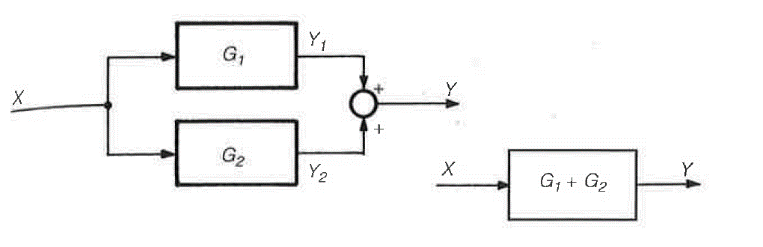 G₁
Y₁
X
+
Y
+
G₂
Y₂
X
G₁ + G₂
Y